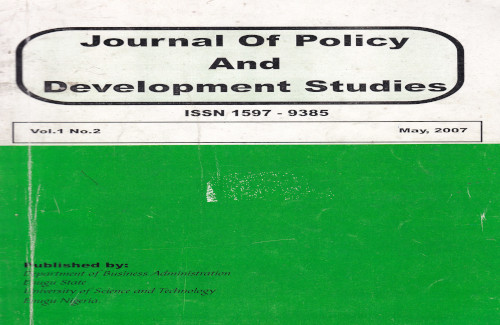 Journal Of Policy
And
Development Studies
ISSN 1597 - 9385
Vol.1 No.2 May, 2007
Published by:
Department of Business Administration
Enugu State
University of Science and Technology
Enugu Nigeria